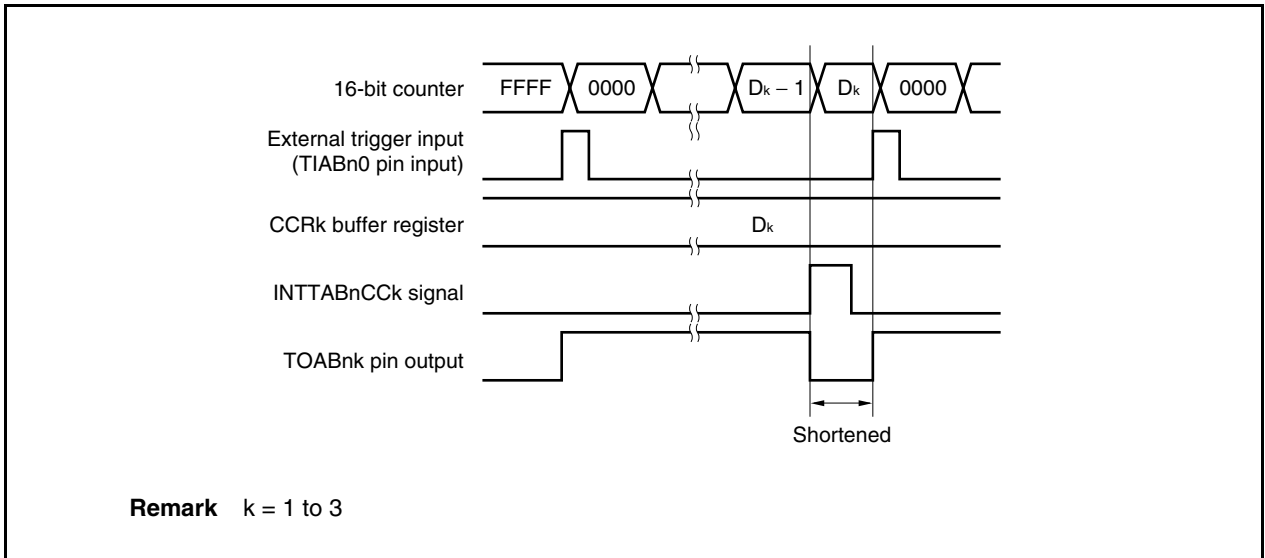 16-bit counter FFFF 0000 Dk − 1 Dk 0000
External trigger input
(TIABn0 pin input)
CCRk buffer register Dk
INTTABnCCk signal
TOABnk pin output
Shortened
Remark k = 1 to 3